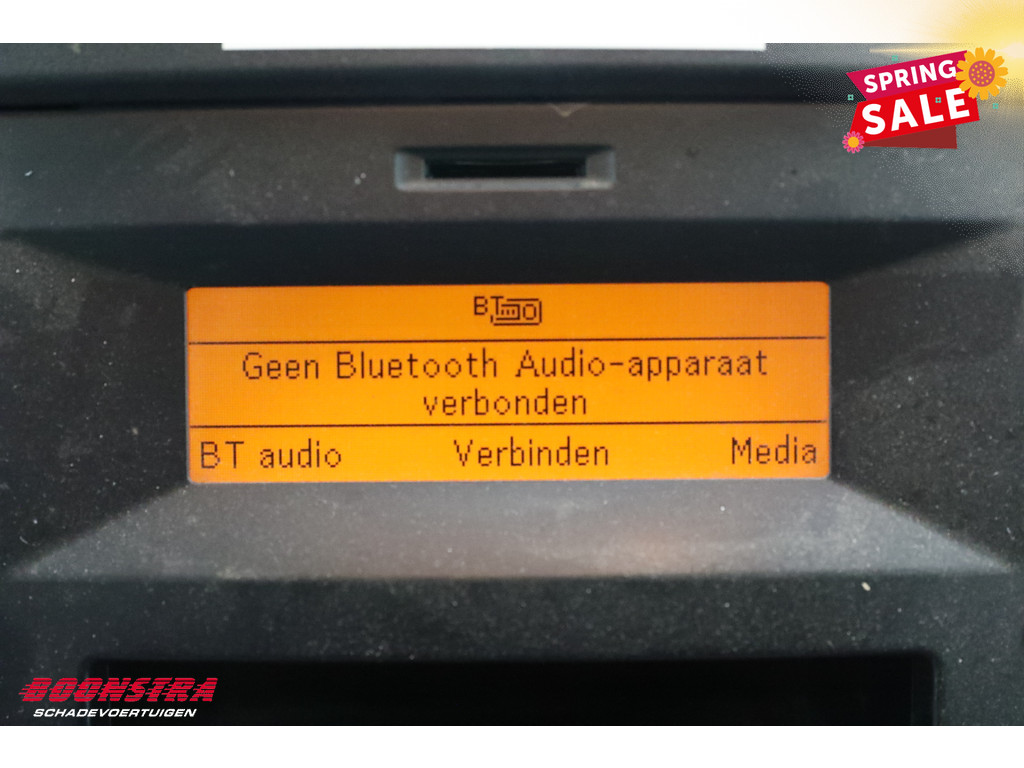 SPRING
SALE
BT
Geen Bluetooth Audio-apparaat
verbonden
BT audio Verbinden Media
BOONSTRA
SCHADEVOERTUIGEN